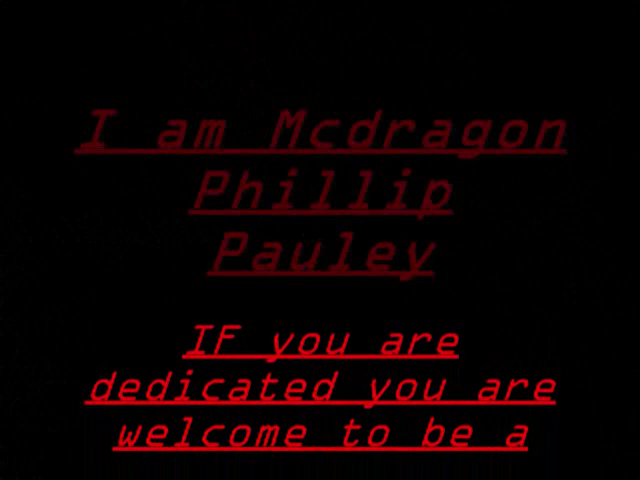 I am Mcdragon
Phillip
Pauley
IF you are
dedicated you are
welcome to be a